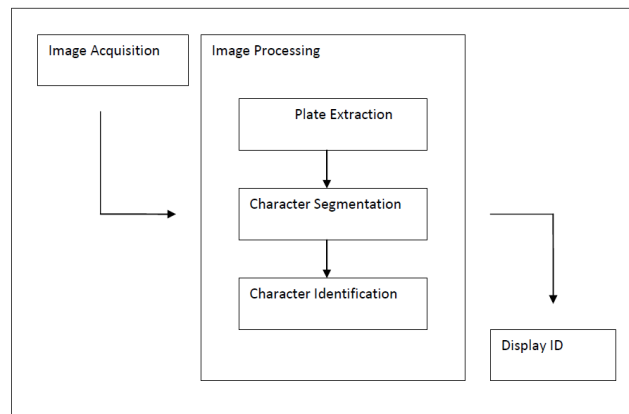 Image Acquisition
Image Processing
Plate Extraction
Character Segmentation
Character Identification
Display ID